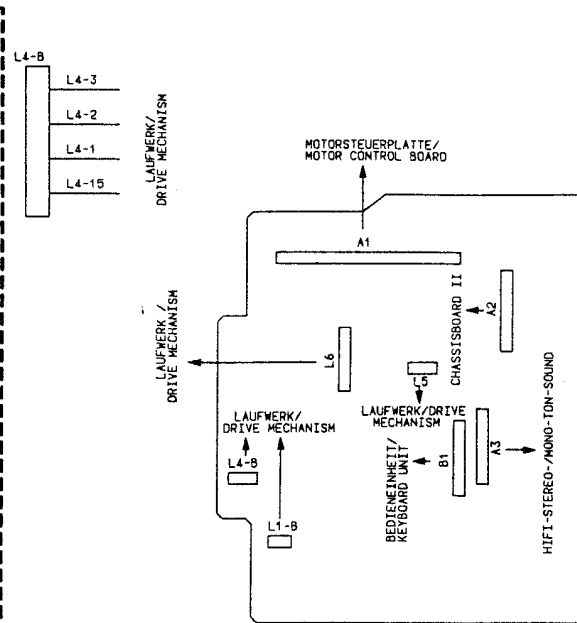 L4-B
L4-3
L4-2
L4-1
L4-15
LAUFWERK/
DRIVE MECHANISM
MOTORSTEUERPLATTE/
MOTOR CONTROL BOARD
A1
LAUFWERK /
DRIVE MECHANISM
L6
CHASSISBOARD II
A2
L5
LAUFWERK/DRIVE
MECHANISM
LAUFWERK/
DRIVE MECHANISM
L4-B
L1-B
BEDIENEINHEIT/
KEYBOARD UNIT
B1
A3
HIFI-STEREO-/MONO-TON-SOUND